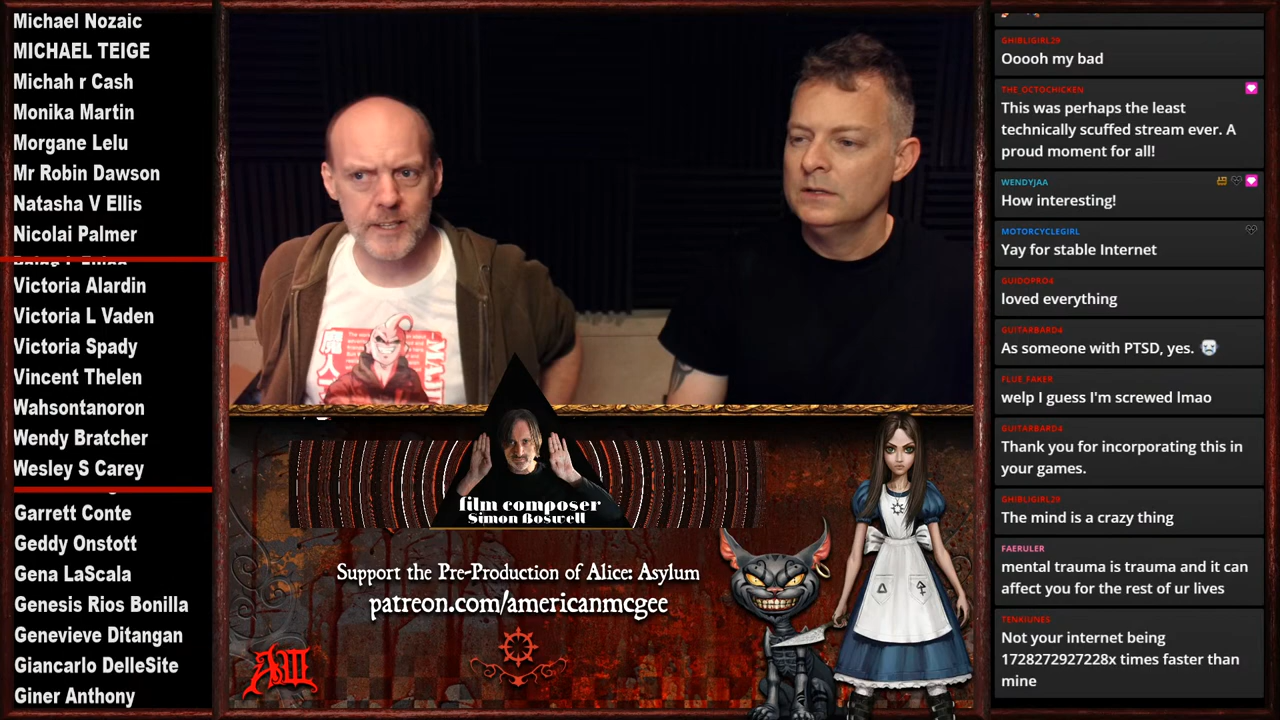 Michael Nozaic
MICHAEL TEIGE
Michah r Cash
Monika Martin
Morgane Lelu
Mr Robin Dawson
Natasha V Ellis
Nicolai Palmer
Victoria Alardin
Victoria L Vaden
Victoria Spady
Vincent Thelen
Wahsontanoron
Wendy Bratcher
Wesley S Carey
Garrett Conte
Geddy Onstott
Gena LaScala
Genesis Rios Bonilla
Genevieve Ditangan
Giancarlo DelleSite
Giner Anthony
魔人
MAJI
film composer
Simon Boswell
Support the Pre-Production of Alice: Asylum
patreon.com/americanmcgee
GHIBLIGIRL29
Ooooh my bad
THE_OCTOCHICKEN
This was perhaps the least
technically scuffed stream ever. A
proud moment for all!
WENDYJAA
How interesting!
MOTORCYCLEGIRL
Yay for stable Internet
GUIDOPRO4
loved everything
GUITARBARD4
As someone with PTSD, yes.
FLUE_FAKER
welp I guess I'm screwed lmao
GUITARBARD4
Thank you for incorporating this in
your games.
GHIBLIGIRL29
The mind is a crazy thing
FAERULER
mental trauma is trauma and it can
affect you for the rest of ur lives
TENKIUNES
Not your internet being
1728272927228x times faster than
mine